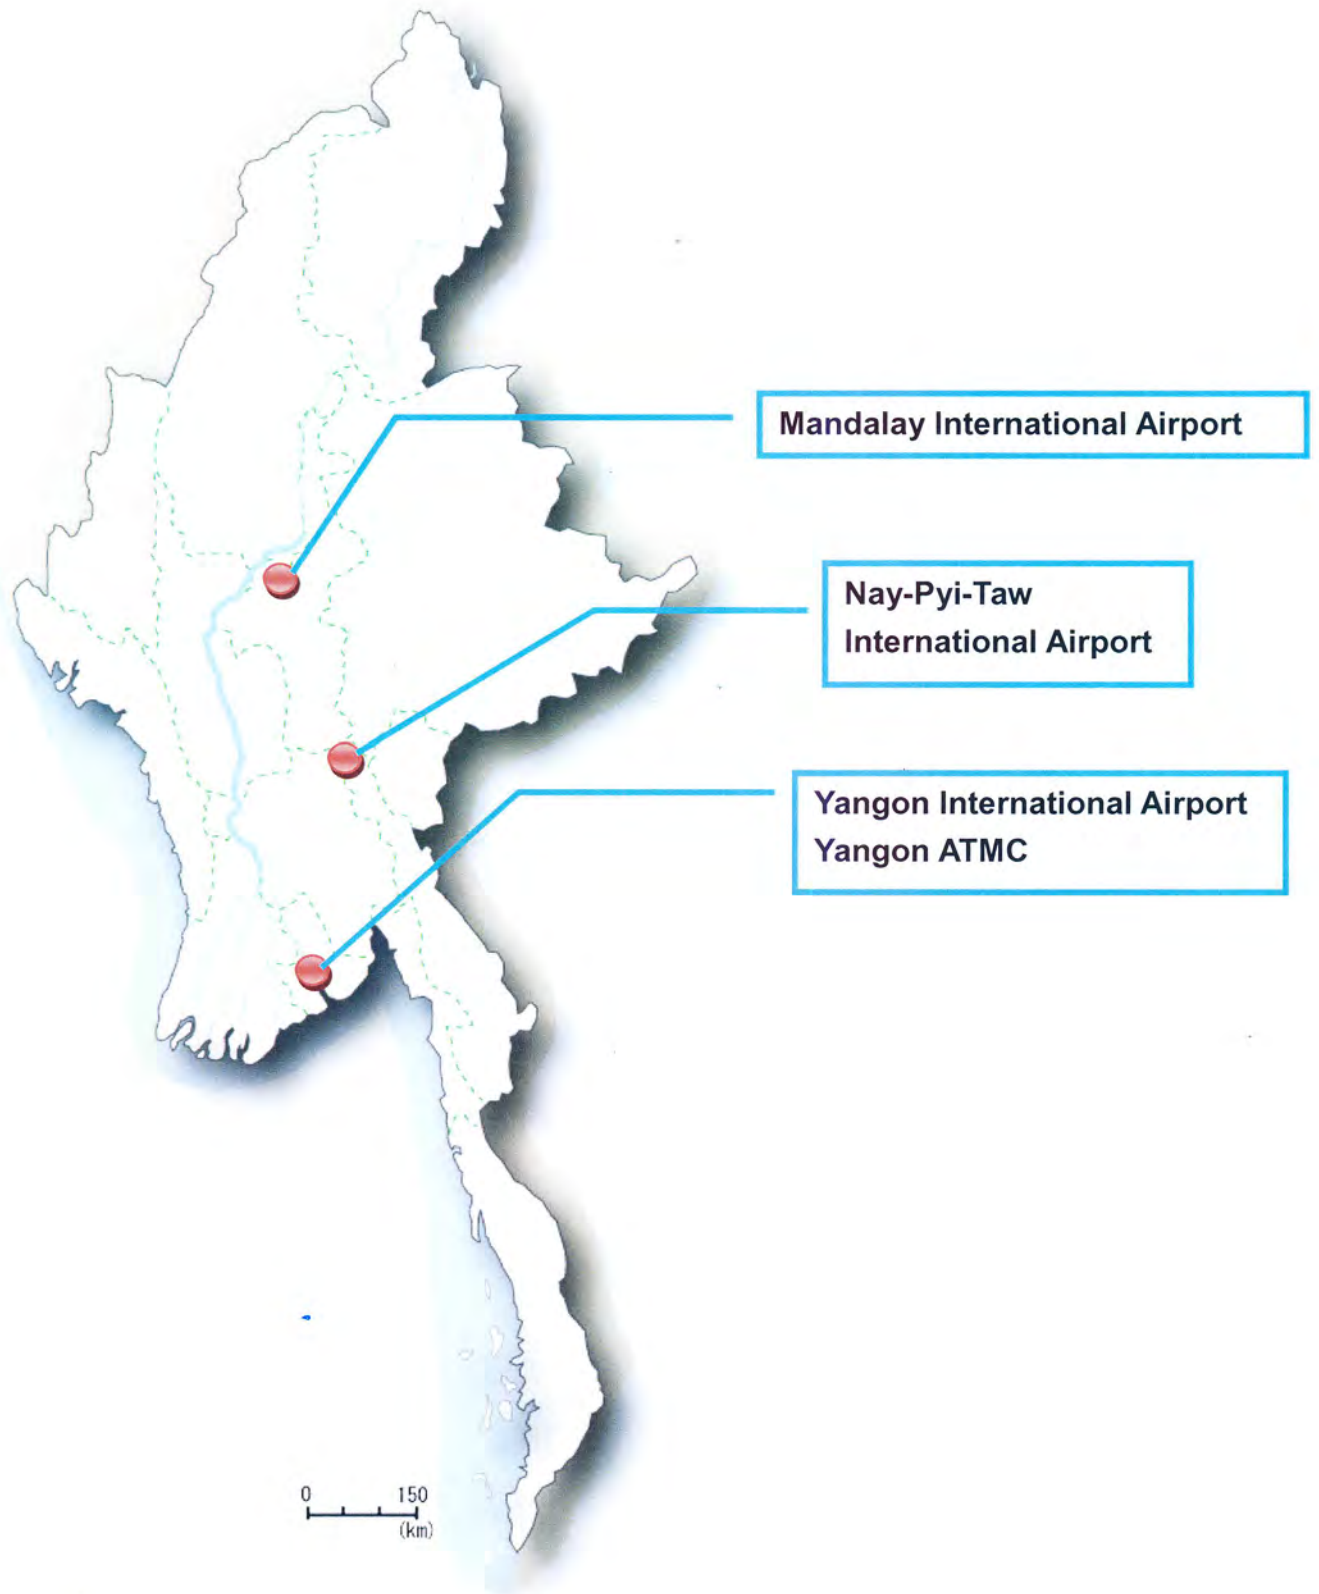 Mandalay International Airport
Nay-Pyi-Taw
International Airport
Yangon International Airport
Yangon ATMC
0 150
(km)